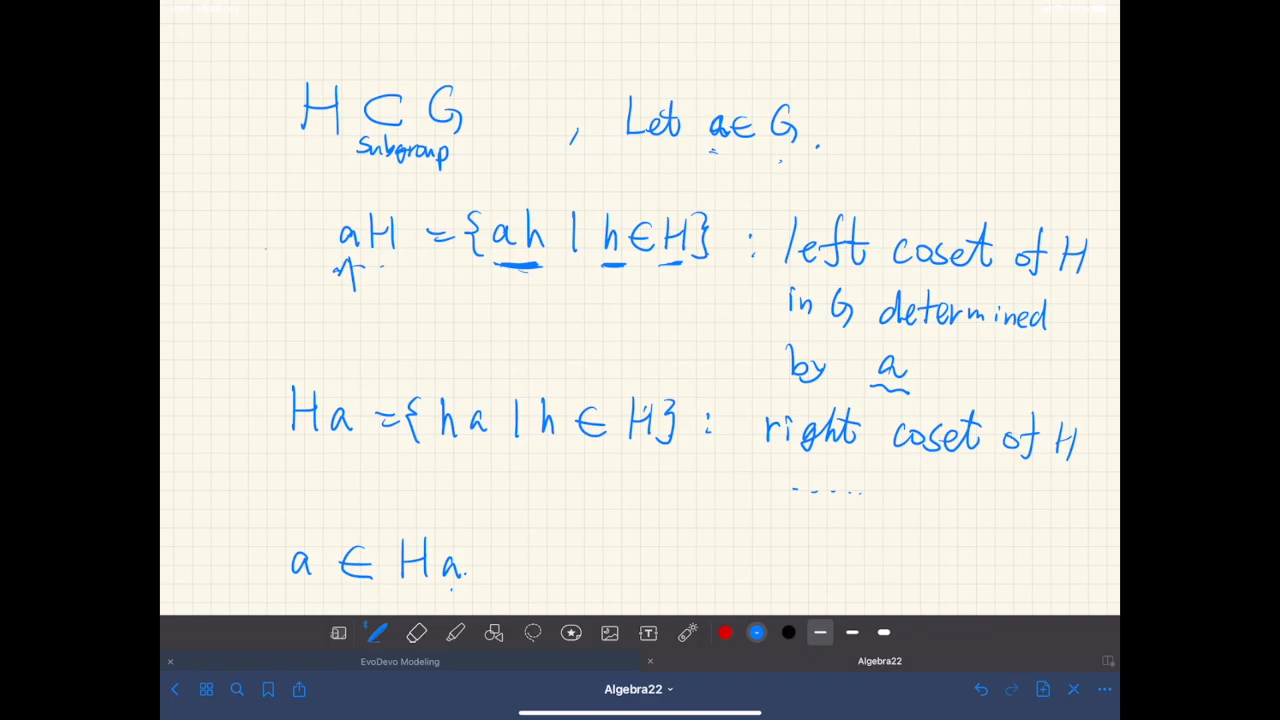 H ⊂ G , Let a ∈ G.
subgroup
aH = {ah | h ∈ H} : left coset of H
in G determined
by a
Ha = {ha | h ∈ H} : right coset of H
.....
a ∈ Ha.
EvoDevo Modeling
Algebra22
Algebra22